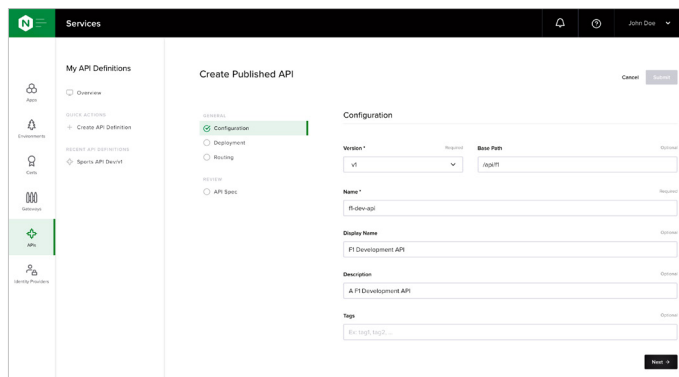 N
Services
John Doe
My API Definitions
Overview
QUICK ACTIONS
Create API Definition
RECENT API DEFINITIONS
Sports API Dev/v1
Apps
Environments
Certs
Gateways
APIs
Identity Providers
Create Published API
Cancel
Submit
GENERAL
Configuration
Deployment
Routing
REVIEW
API Spec
Configuration
Version *
Required
Base Path
Optional
v1
/api/f1
Name *
Required
f1-dev-api
Display Name
Optional
F1 Development API
Description
Optional
A F1 Development API
Tags
Optional
Ex: tag1, tag2, ...
Next →